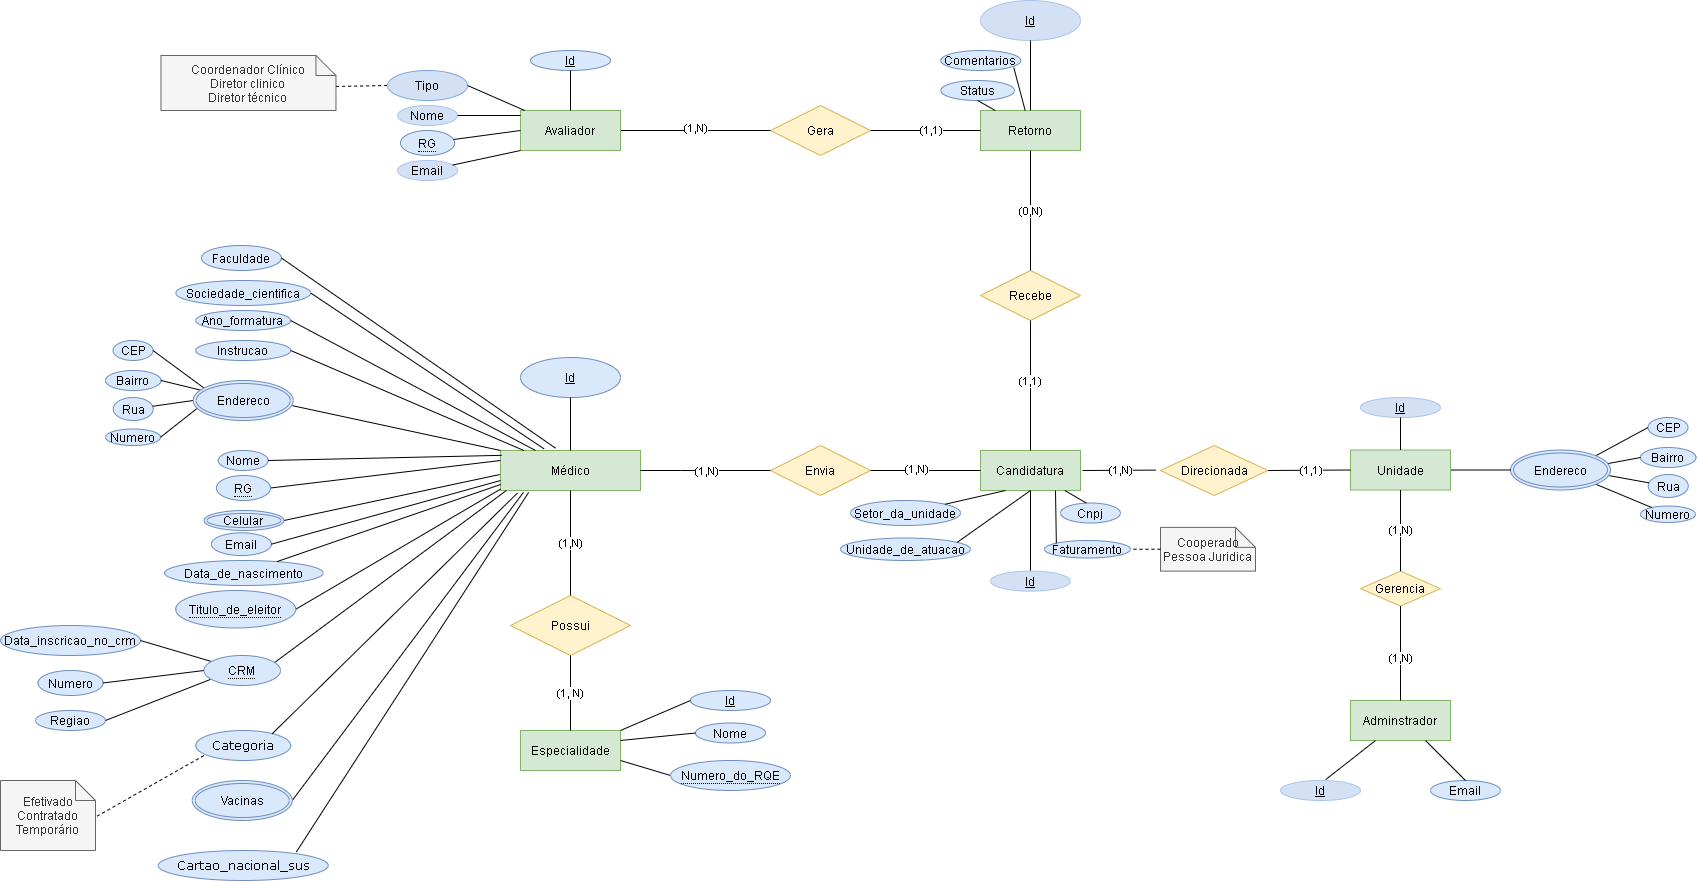 Id
Comentarios
Status
Retorno
Id
Coordenador Clínico
Diretor clinico
Diretor técnico
Tipo
Nome
RG
Email
Avaliador
(1,N)
Gera
(1,1)
(0,N)
Recebe
(1,1)
Faculdade
Sociedade_cientifica
Ano_formatura
Instrucao
CEP
Bairro
Rua
Numero
Endereco
Id
Nome
RG
Celular
Email
Data_de_nascimento
Titulo_de_eleitor
Médico
(1,N)
Envia
(1,N)
Candidatura
(1,N)
Direcionada
(1,1)
Unidade
Id
Endereco
CEP
Bairro
Rua
Numero
Setor_da_unidade
Unidade_de_atuacao
Id
Cnpj
Faturamento
Cooperado
Pessoa Juridica
(1,N)
Gerencia
(1,N)
Adminstrador
Id
Email
(1,N)
Possui
(1, N)
Especialidade
Id
Nome
Numero_do_RQE
Data_inscricao_no_crm
Numero
Regiao
CRM
Categoria
Efetivado
Contratado
Temporário
Vacinas
Cartao_nacional_sus